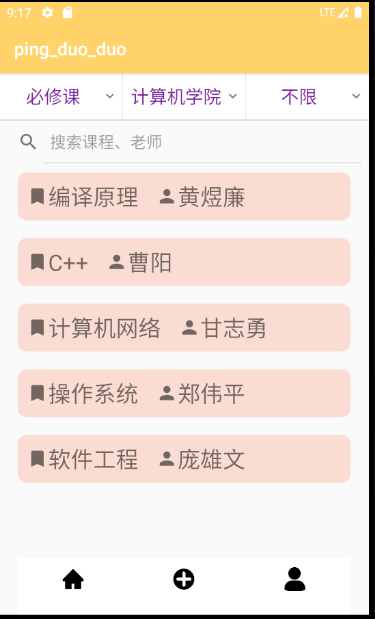 9:17 LTE
ping_duo_duo
必修课 计算机学院 不限
搜索课程、老师
编译原理 黄煜廉
C++ 曹阳
计算机网络 甘志勇
操作系统 郑伟平
软件工程 庞雄文